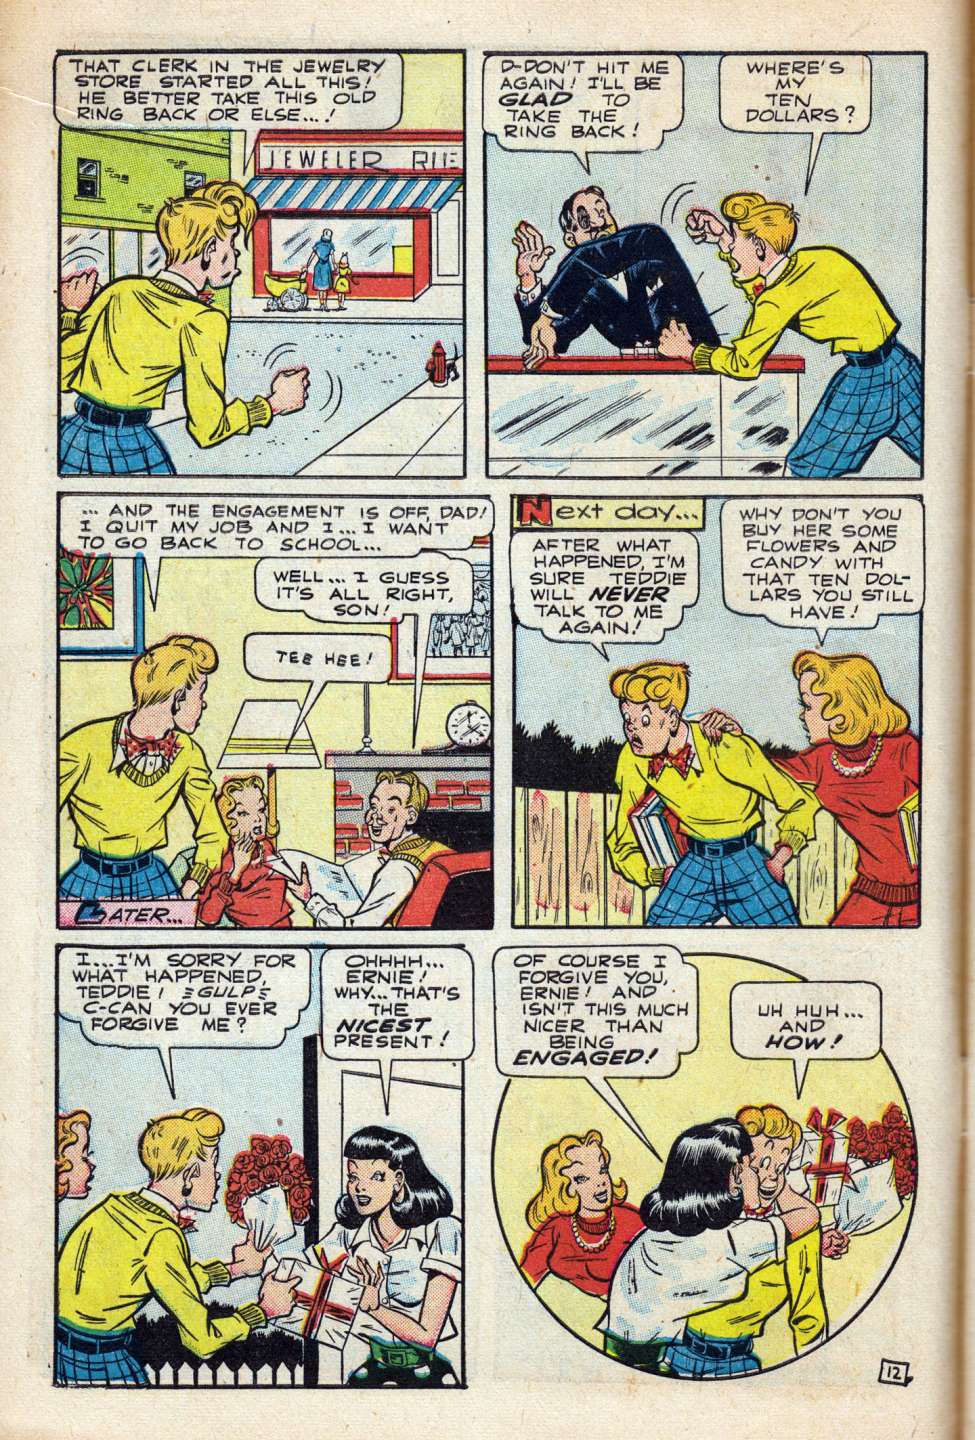 THAT CLERK IN THE JEWELRY
STORE STARTED ALL THIS!
HE BETTER TAKE THIS OLD
RING BACK OR ELSE...!
JEWELER
D-DON'T HIT ME
AGAIN! I'LL BE
GLAD TO
TAKE THE
RING BACK!
WHERE'S
MY
TEN
DOLLARS?
... AND THE ENGAGEMENT IS OFF, DAD!
I QUIT MY JOB AND I... I WANT
TO GO BACK TO SCHOOL...
WELL... I GUESS
IT'S ALL RIGHT,
SON!
TEE HEE!
LATER...
Next day...
AFTER WHAT
HAPPENED, I'M
SURE TEDDIE
WILL NEVER
TALK TO ME
AGAIN!
WHY DON'T YOU
BUY HER SOME
FLOWERS AND
CANDY WITH
THAT TEN DOL-
LARS YOU STILL
HAVE!
I...I'M SORRY FOR
WHAT HAPPENED,
TEDDIE! GULP
C-CAN YOU EVER
FORGIVE ME?
OHHHH...
ERNIE!
WHY...THAT'S
THE
NICEST
PRESENT!
OF COURSE I
FORGIVE YOU,
ERNIE! AND
ISN'T THIS MUCH
NICER THAN
BEING
ENGAGED!
UH HUH...
AND
HOW!
12